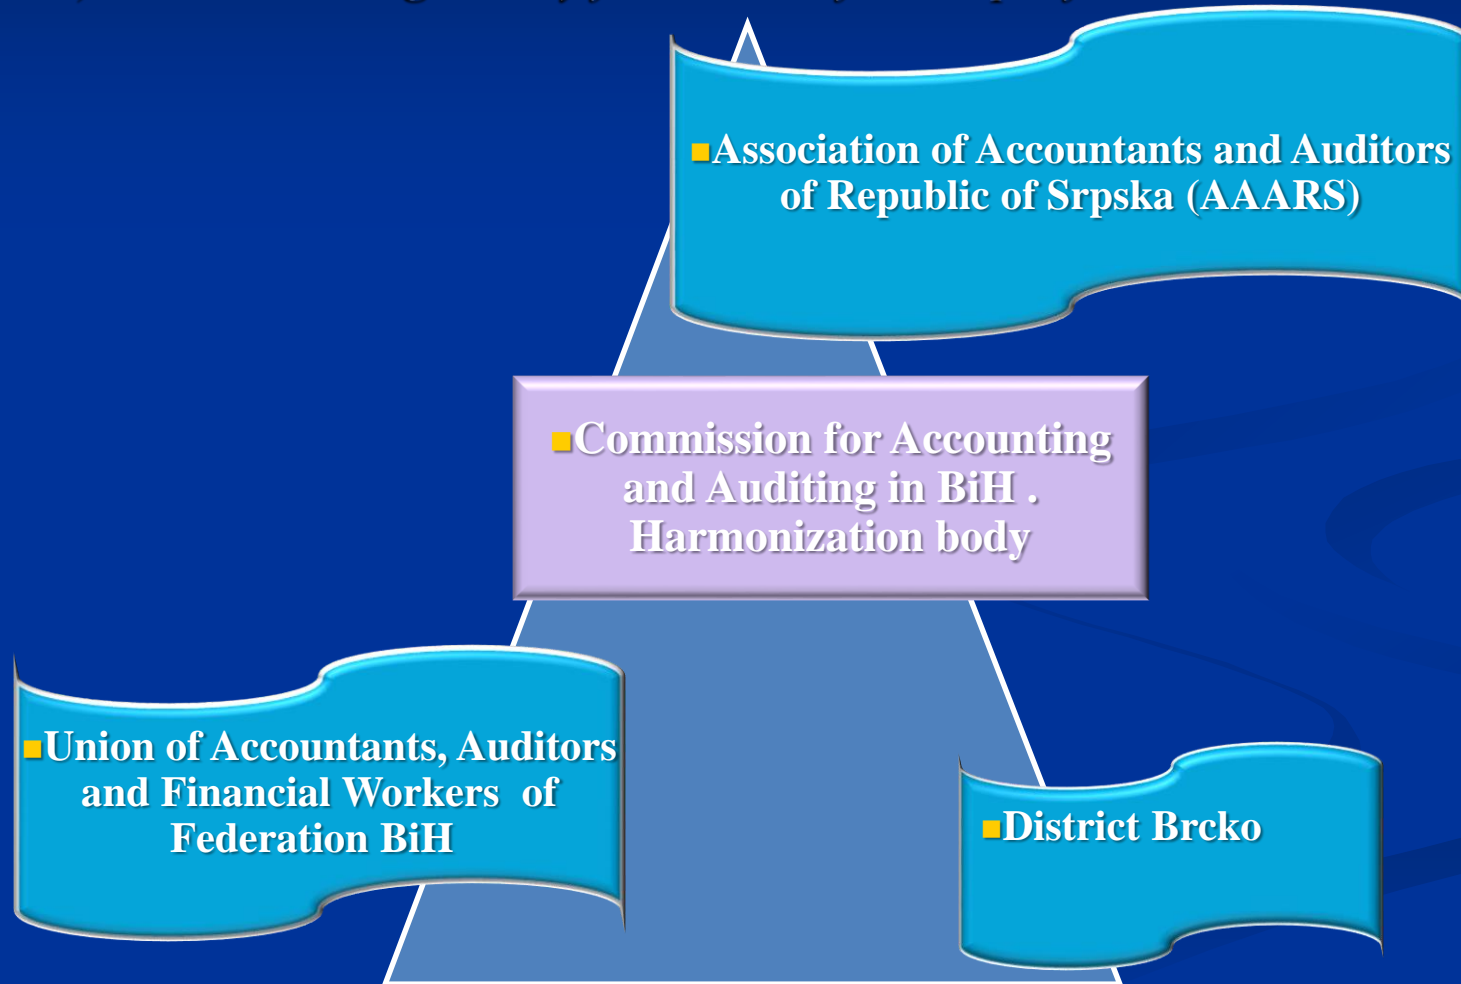 ■Association of Accountants and Auditors
of Republic of Srpska (AAARS)
■Commission for Accounting
and Auditing in BiH .
Harmonization body
■Union of Accountants, Auditors
and Financial Workers of
Federation BiH
■District Brcko